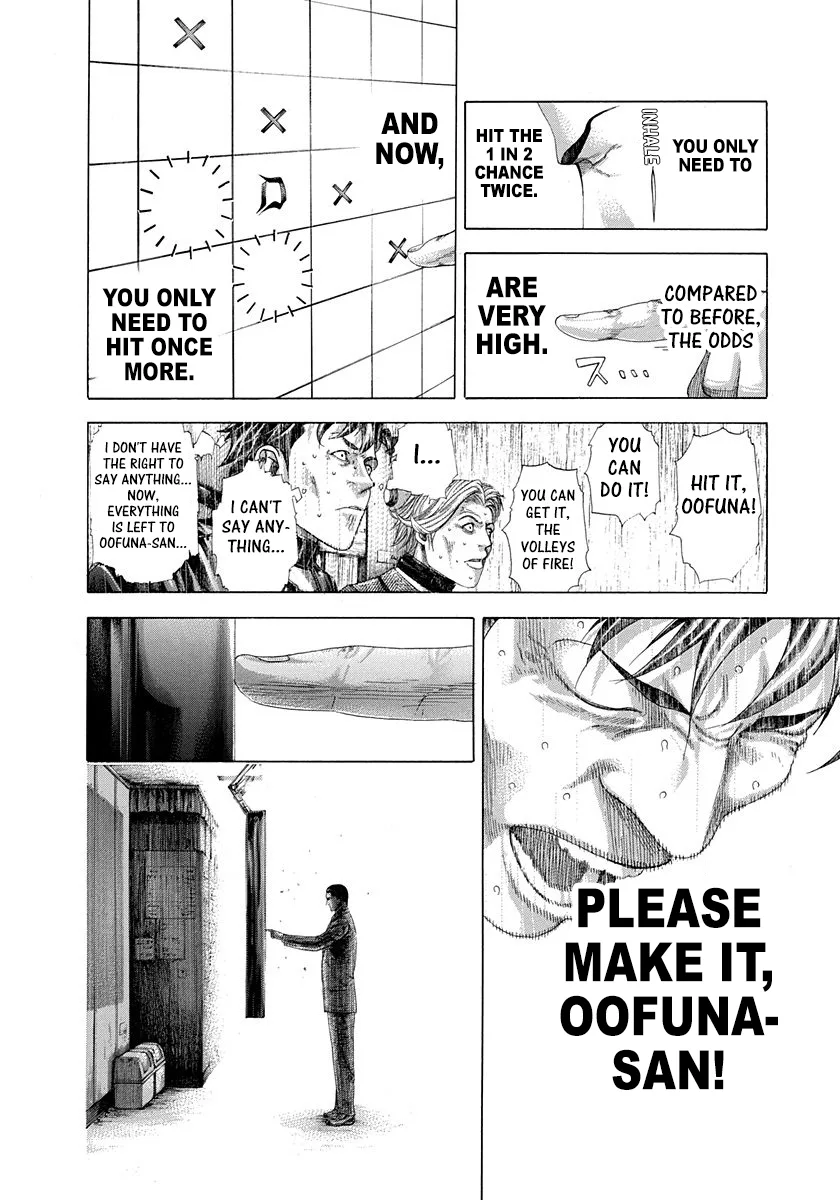 YOU ONLY
NEED TO
INHALE
HIT THE
1 IN 2
CHANCE
TWICE.
COMPARED
TO BEFORE,
THE ODDS
ARE
VERY
HIGH.
ス...
AND
NOW,
YOU ONLY
NEED TO
HIT ONCE
MORE.
HIT IT,
OOFUNA!
YOU
CAN
DO IT!
YOU CAN
GET IT,
THE
VOLLEYS
OF FIRE!
I...
I CAN'T
SAY ANY-
THING...
I DON'T HAVE
THE RIGHT TO
SAY ANYTHING...
NOW,
EVERYTHING
IS LEFT TO
OOFUNA-SAN...
PLEASE
MAKE IT,
OOFUNA-
SAN!